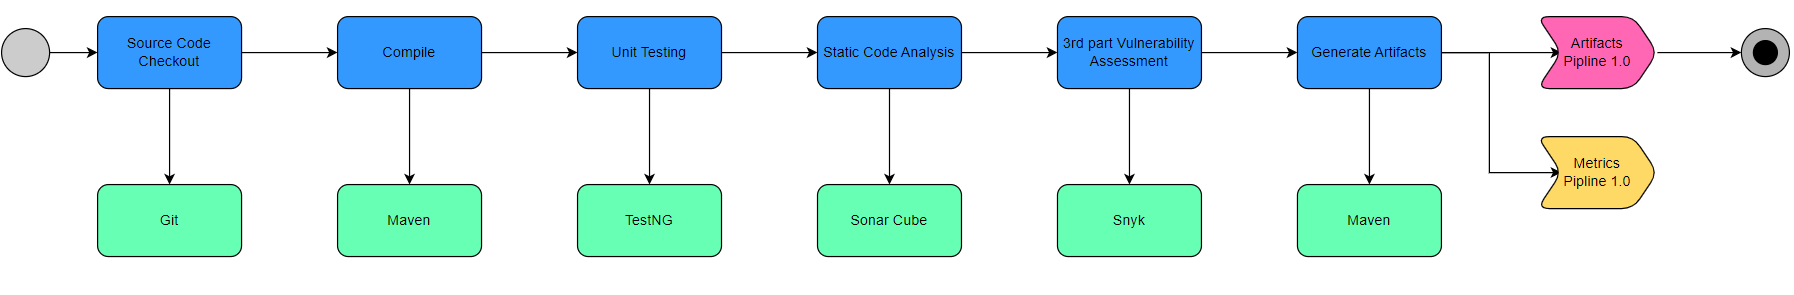 Source Code
Checkout
Compile
Unit Testing
Static Code Analysis
3rd part Vulnerability
Assessment
Generate Artifacts
Artifacts
Pipline 1.0
Metrics
Pipline 1.0
Git
Maven
TestNG
Sonar Cube
Snyk
Maven